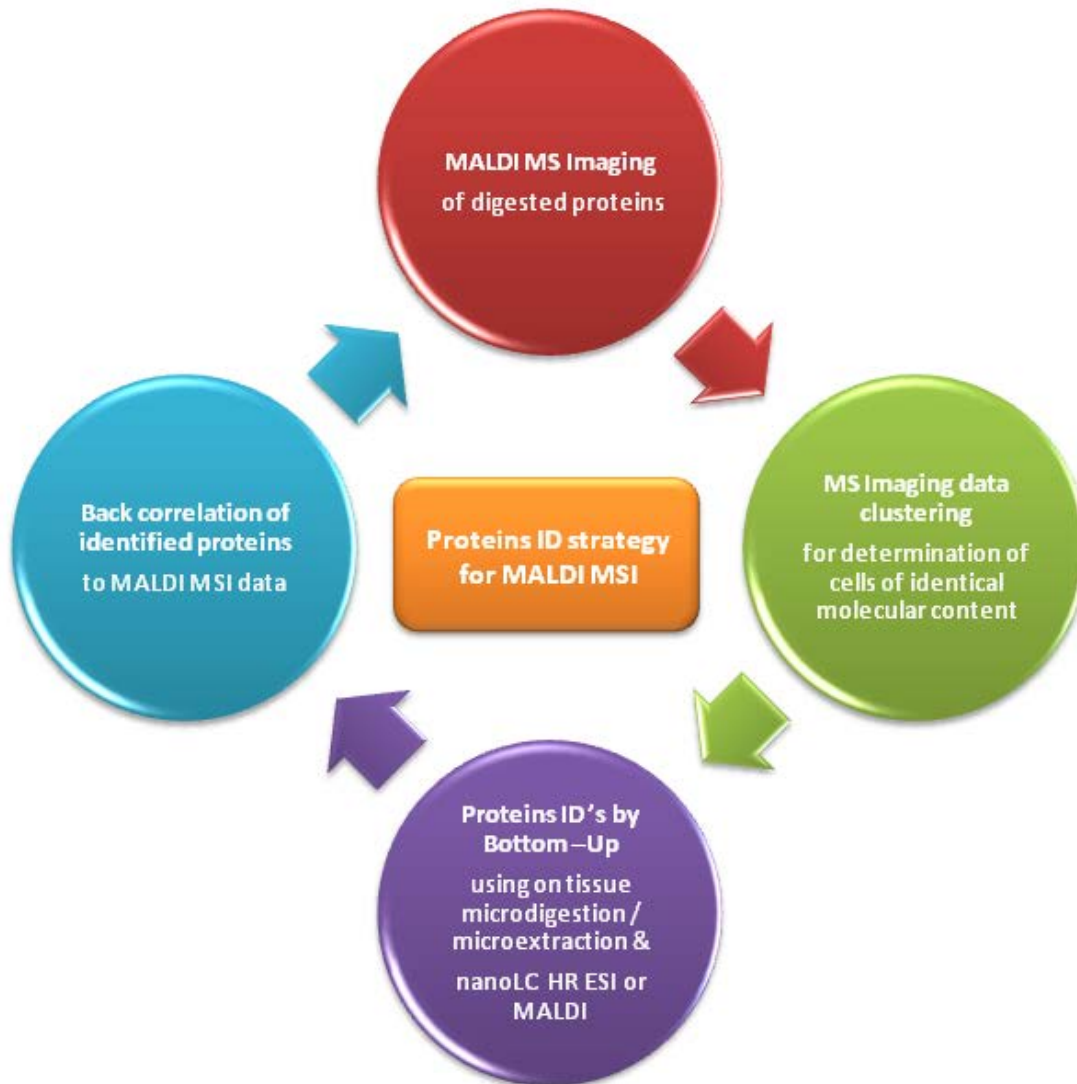 MALDI MS Imaging
of digested proteins
MS Imaging data
clustering
for determination of
cells of identical
molecular content
Proteins ID's by
Bottom –Up
using on tissue
microdigestion /
microextraction &
nanoLC HR ESI or
MALDI
Back correlation of
identified proteins
to MALDI MSI data
Proteins ID strategy
for MALDI MSI